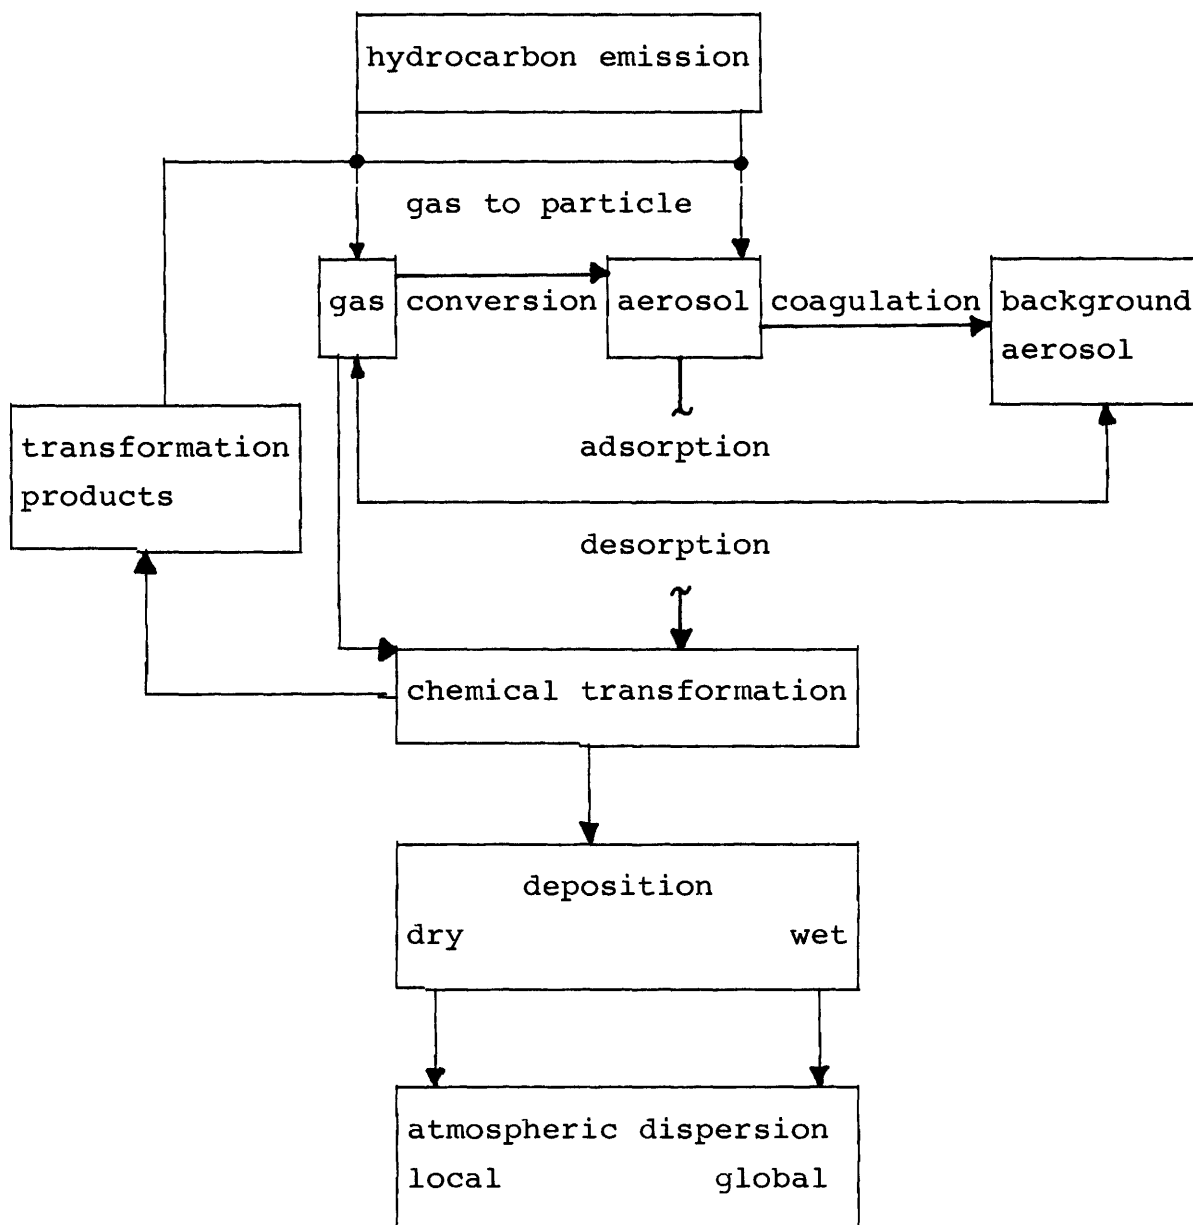 hydrocarbon emission
gas to particle
gas
conversion
aerosol
coagulation
background
aerosol
transformation
products
adsorption
desorption
chemical transformation
deposition
dry wet
atmospheric dispersion
local global